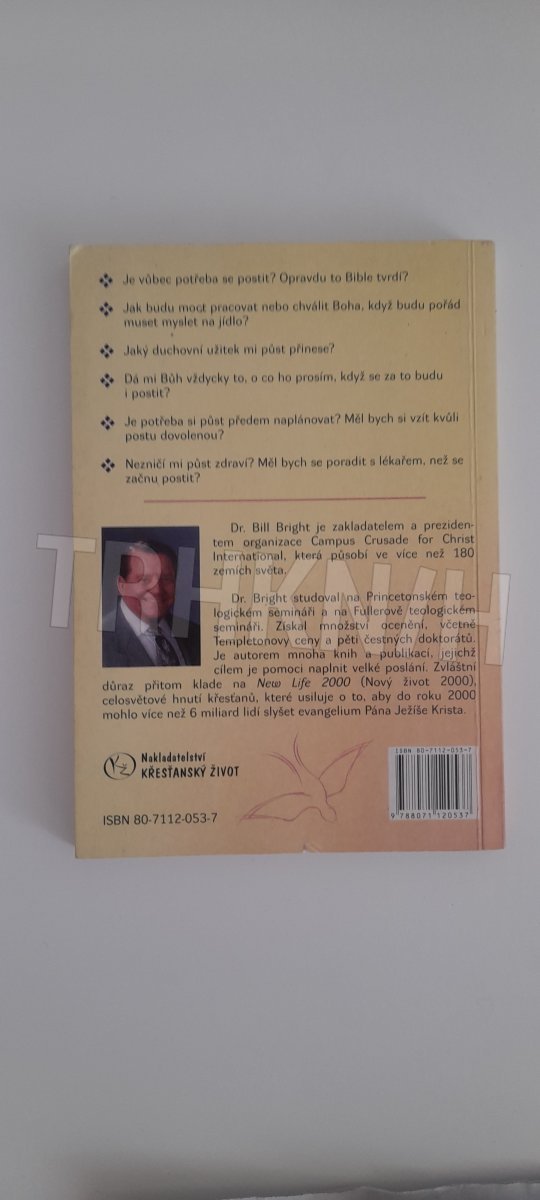 Je vůbec potřeba se postit? Opravdu to Bible tvrdí?
Jak budu moct pracovat nebo chválit Boha, když budu pořád
muset myslet na jídlo?
Jaký duchovní užitek mi půst přinese?
Dá mi Bůh vždycky to, o co ho prosím, když se za to budu
i postit?
Je potřeba si půst předem naplánovat? Měl bych si vzít kvůli
postu dovolenou?
Nezničí mi půst zdraví? Měl bych se poradit s lékařem, než se
začnu postit?
Dr. Bill Bright je zakladatelem a preziden-
tem organizace Campus Crusade for Christ
International, která působí ve více než 180
zemích světa.
Dr. Bright studoval na Princetonském teo-
logickém semináři a na Fullerově teologickém
semináři. Získal množství ocenění, včetně
Templetonovy ceny a pěti čestných doktorátů.
Je autorem mnoha knih a publikací, jejichž
cílem je pomoci naplnit velké poslání. Zvláštní
důraz přitom klade na New Life 2000 (Nový život 2000),
celosvětové hnutí křesťanů, které usiluje o to, aby do roku 2000
mohlo více než 6 miliard lidí slyšet evangelium Pána Ježíše Krista.
Nakladatelství
KŘESŤANSKÝ ŽIVOT
ISBN 80-7112-053-7
ISBN 80-7112-053-7
9 788071 120537
TRHKNIH